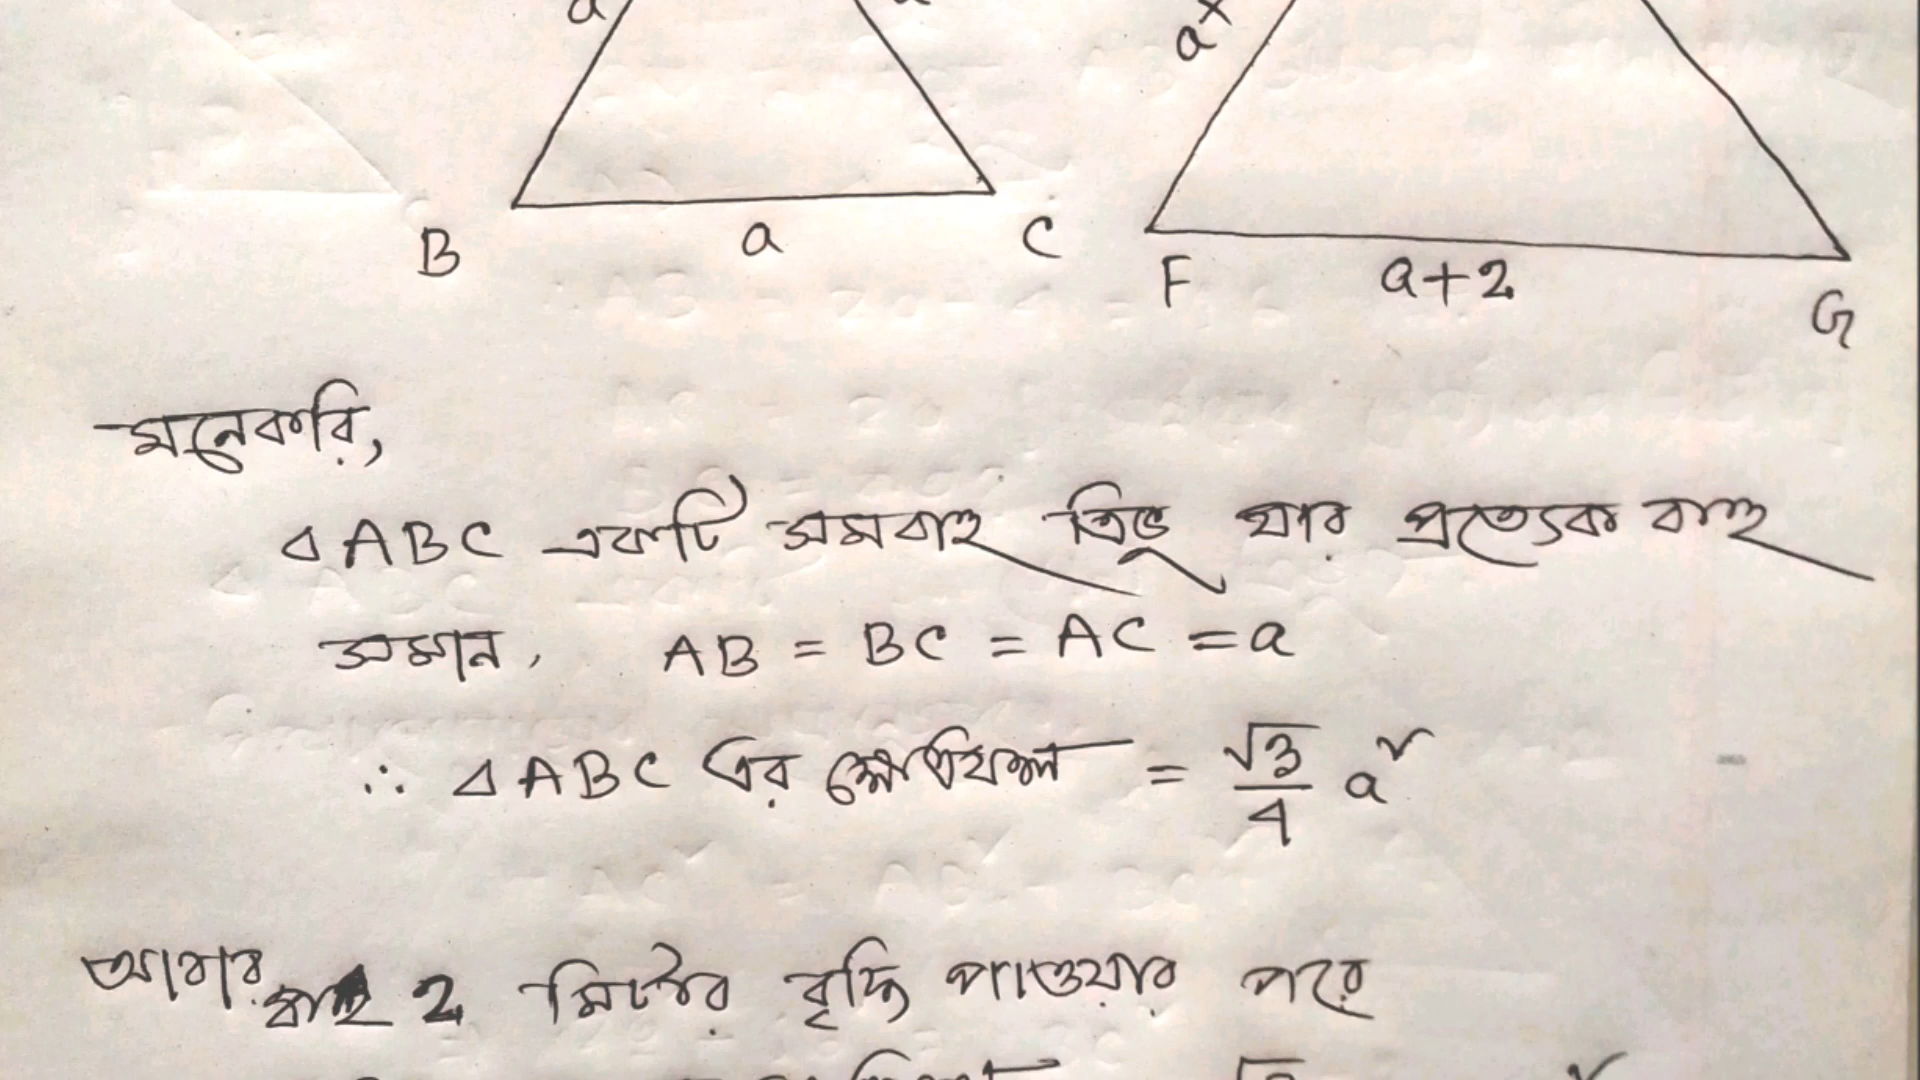 a
a+
B a C
F a+2 G
মনেকরি,
△ABC একটি সমবাহু ত্রিভূ যার প্রত্যেক বাহু
সমান, AB = BC = AC = a
∴ △ABC এর ক্ষেত্রফল = √3/4 a²
আবার বাহু 2 মিটার বৃদ্ধি পাওয়ার পরে